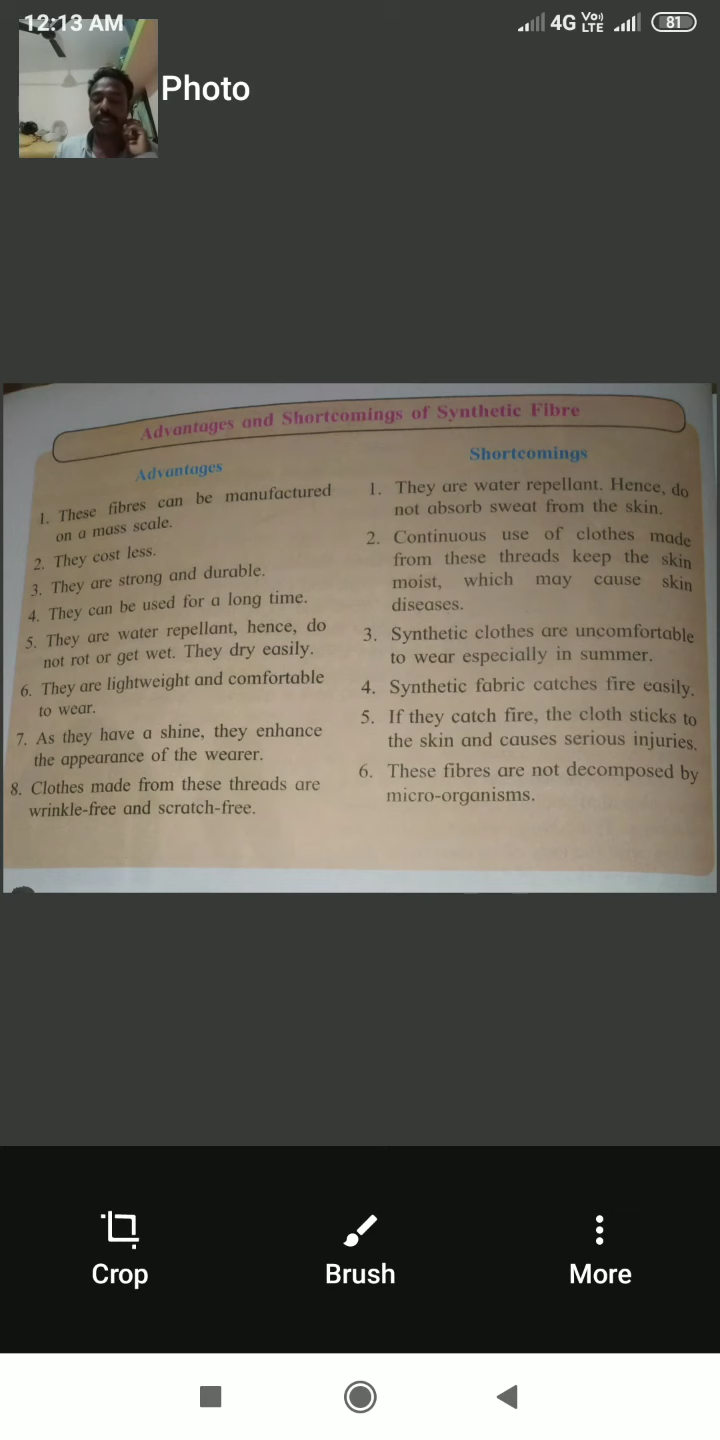 12:13 AM
4G Vo)) LTE 81
Photo
Advantages and Shortcomings of Synthetic Fibre
Advantages
1. These fibres can be manufactured
on a mass scale.
2. They cost less.
3. They are strong and durable.
4. They can be used for a long time.
5. They are water repellant, hence, do
not rot or get wet. They dry easily.
6. They are lightweight and comfortable
to wear.
7. As they have a shine, they enhance
the appearance of the wearer.
8. Clothes made from these threads are
wrinkle-free and scratch-free.
Shortcomings
1. They are water repellant. Hence, do
not absorb sweat from the skin.
2. Continuous use of clothes made
from these threads keep the skin
moist, which may cause skin
diseases.
3. Synthetic clothes are uncomfortable
to wear especially in summer.
4. Synthetic fabric catches fire easily.
5. If they catch fire, the cloth sticks to
the skin and causes serious injuries.
6. These fibres are not decomposed by
micro-organisms.
Crop
Brush
More